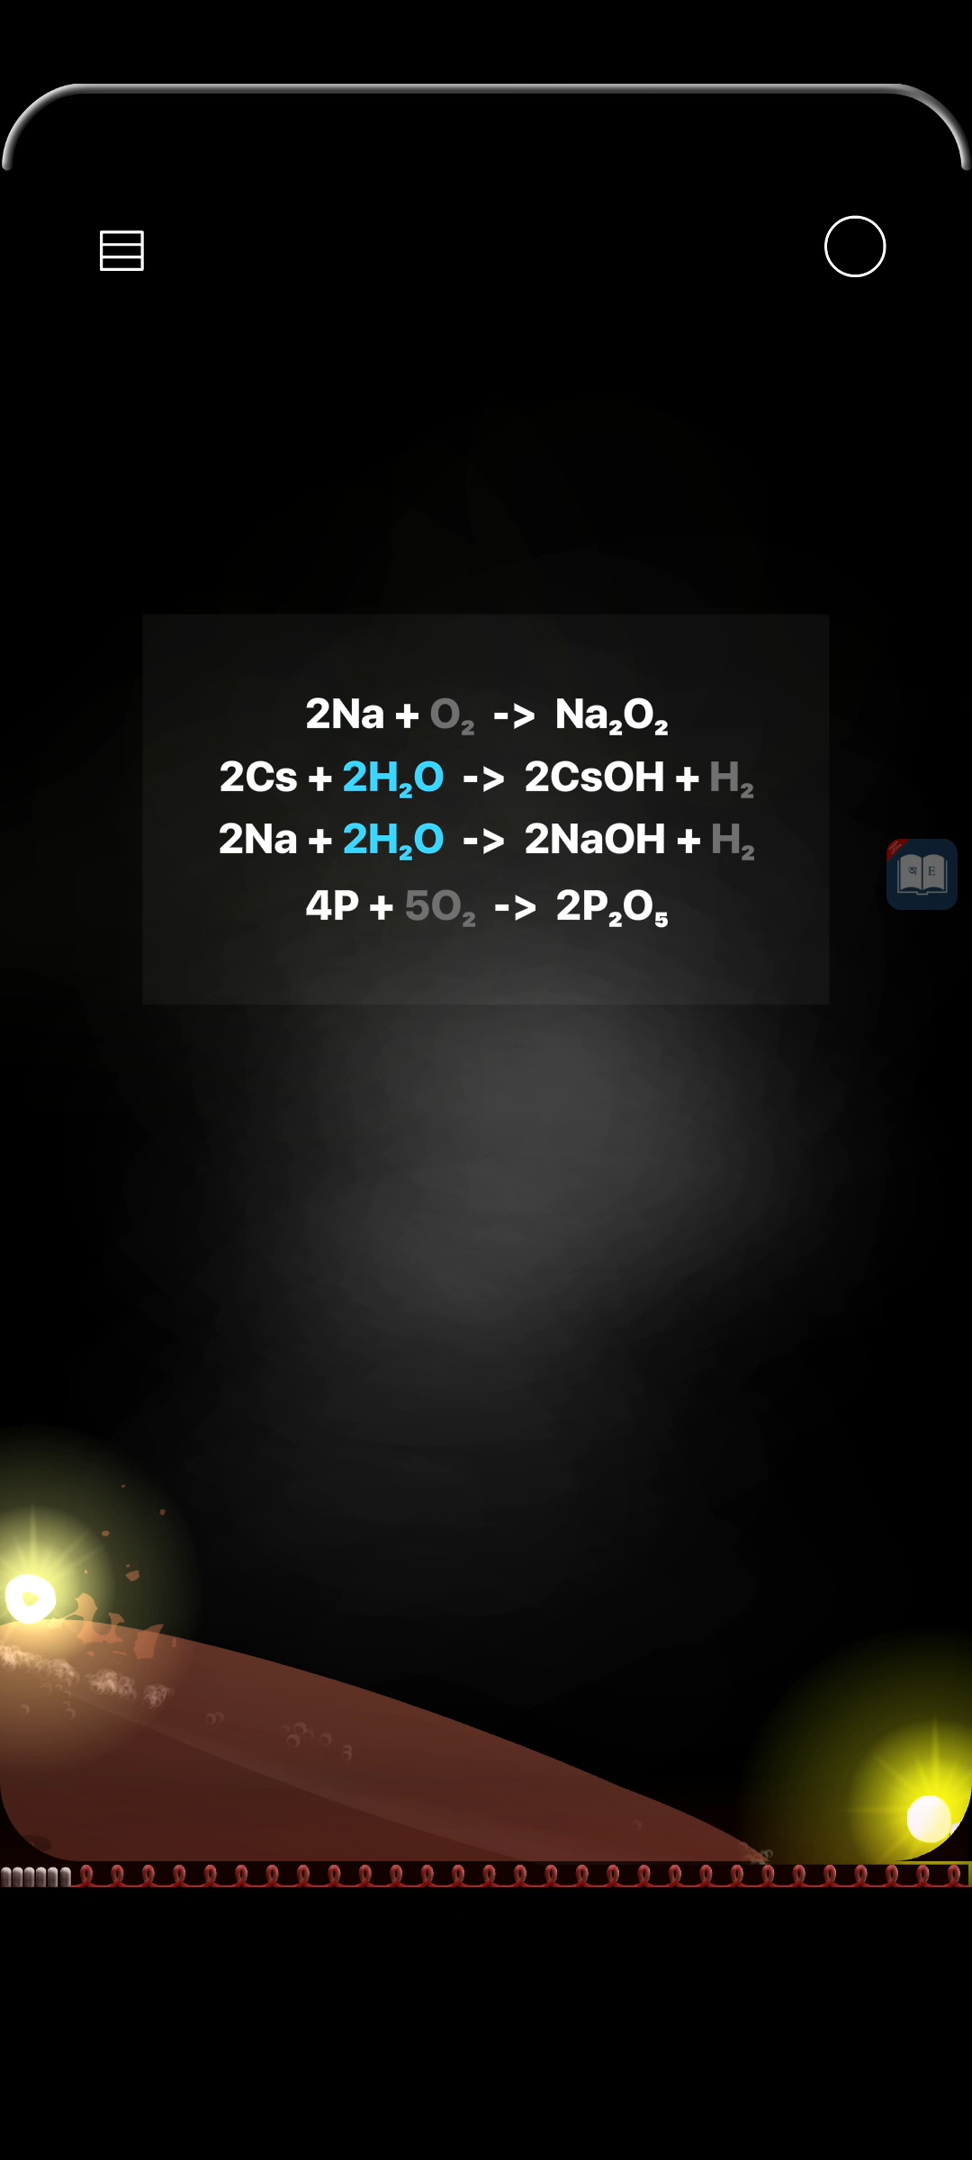 2Na + O₂ -> Na₂O₂
2Cs + 2H₂O -> 2CsOH + H₂
2Na + 2H₂O -> 2NaOH + H₂
4P + 5O₂ -> 2P₂O₅
অ E